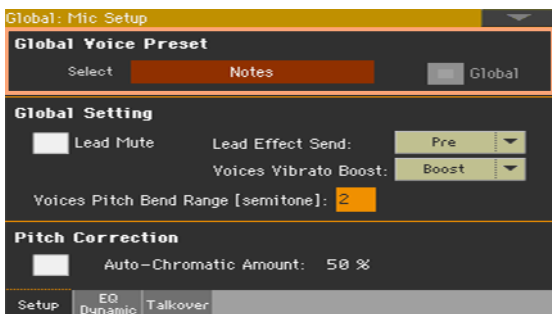 Global: Mic Setup
Global Voice Preset
Select Notes Global
Global Setting
Lead Mute Lead Effect Send: Pre
Voices Vibrato Boost: Boost
Voices Pitch Bend Range [semitone]: 2
Pitch Correction
Auto-Chromatic Amount: 50 %
Setup EQ Dynamic Talkover